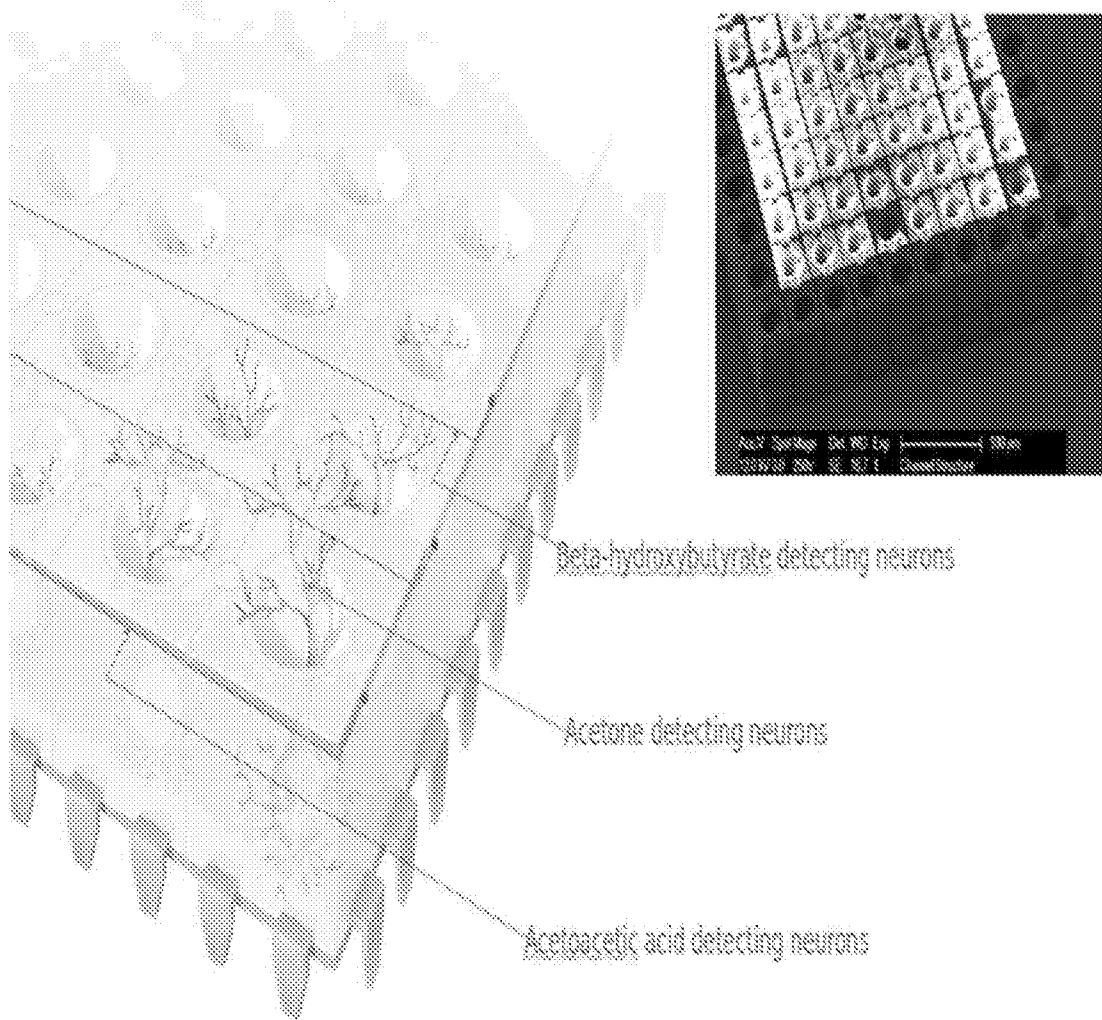 Beta-hydroxybutyrate detecting neurons
Acetone detecting neurons
Acetoacetic acid detecting neurons